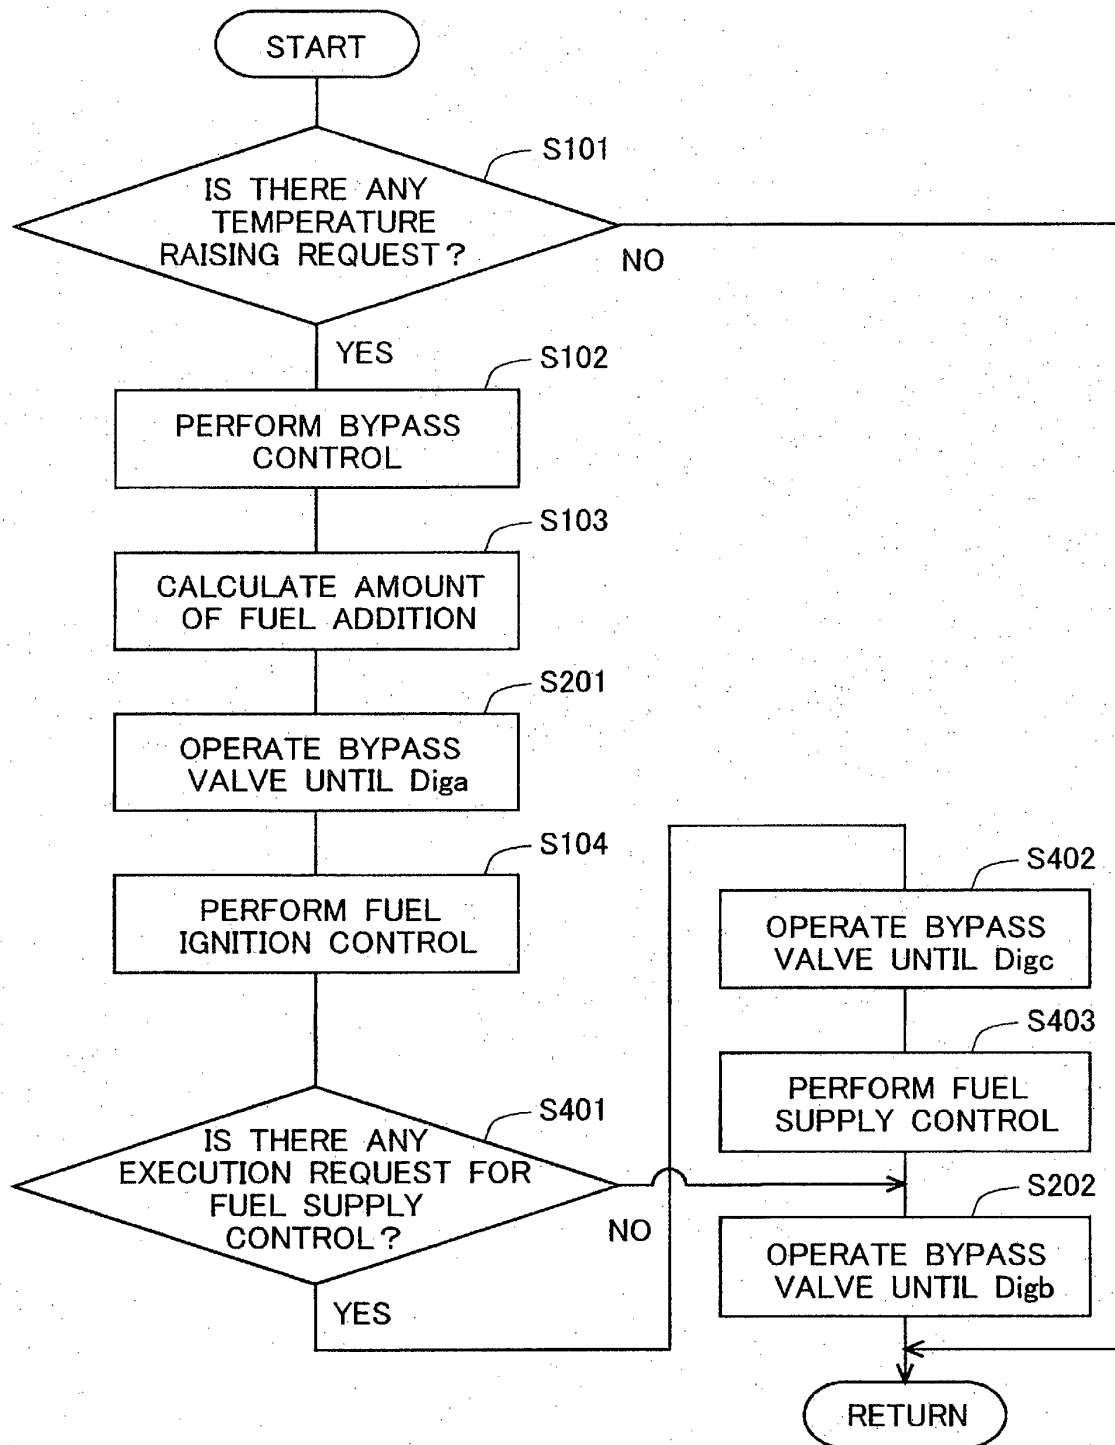 START
S101
IS THERE ANY
TEMPERATURE
RAISING REQUEST?
NO
YES
S102
PERFORM BYPASS
CONTROL
S103
CALCULATE AMOUNT
OF FUEL ADDITION
S201
OPERATE BYPASS
VALVE UNTIL Diga
S104
PERFORM FUEL
IGNITION CONTROL
S401
IS THERE ANY
EXECUTION REQUEST FOR
FUEL SUPPLY
CONTROL?
NO
YES
S402
OPERATE BYPASS
VALVE UNTIL Digc
S403
PERFORM FUEL
SUPPLY CONTROL
S202
OPERATE BYPASS
VALVE UNTIL Digb
RETURN